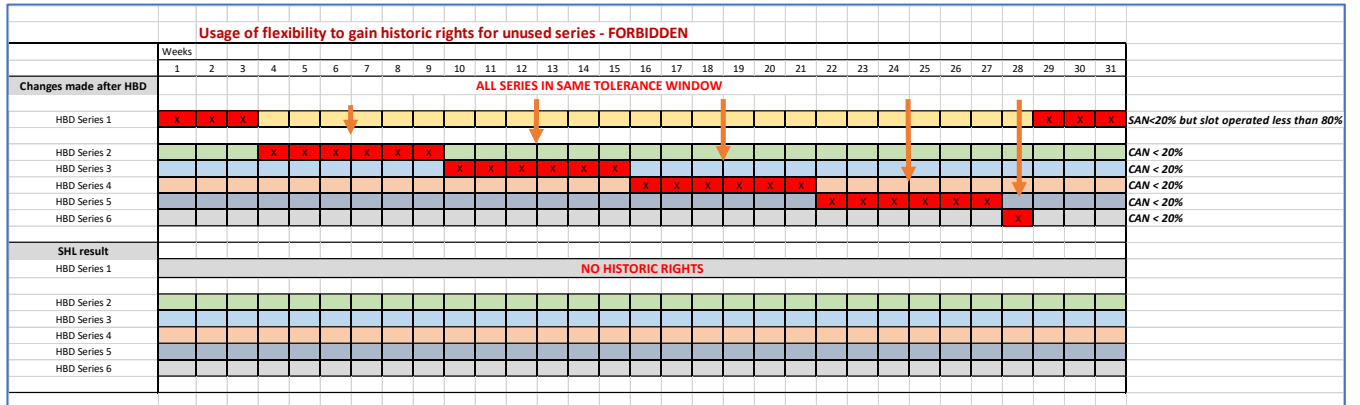 Usage of flexibility to gain historic rights for unused series - FORBIDDEN
Weeks
1 2 3 4 5 6 7 8 9 10 11 12 13 14 15 16 17 18 19 20 21 22 23 24 25 26 27 28 29 30 31
Changes made after HBD ALL SERIES IN SAME TOLERANCE WINDOW
HBD Series 1 X X X X X X SAN<20% but slot operated less than 80%
HBD Series 2 X X X X X X CAN < 20%
HBD Series 3 X X X X X X CAN < 20%
HBD Series 4 X X X X X X CAN < 20%
HBD Series 5 X X X X X X CAN < 20%
HBD Series 6 X CAN < 20%
SHL result
HBD Series 1 NO HISTORIC RIGHTS
HBD Series 2
HBD Series 3
HBD Series 4
HBD Series 5
HBD Series 6